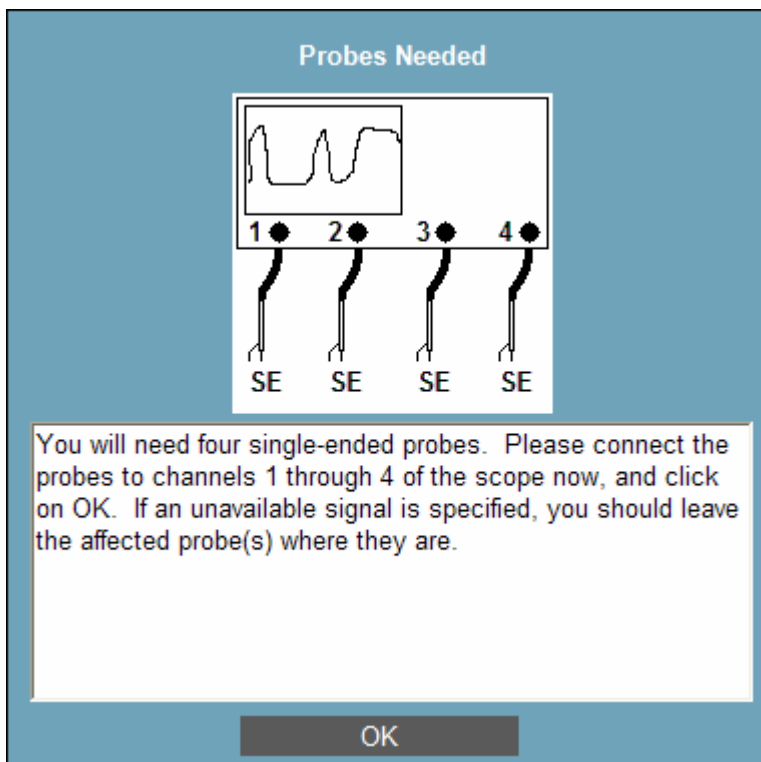 Probes Needed
1 2 3 4
SE SE SE SE
You will need four single-ended probes.  Please connect the
probes to channels 1 through 4 of the scope now, and click
on OK.  If an unavailable signal is specified, you should leave
the affected probe(s) where they are.
OK